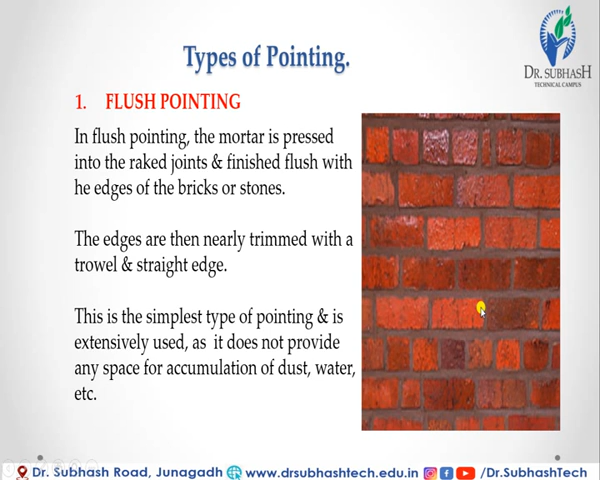 Types of Pointing.
DR. SUBHASH
TECHNICAL CAMPUS
1. FLUSH POINTING
In flush pointing, the mortar is pressed
into the raked joints & finished flush with
he edges of the bricks or stones.
The edges are then nearly trimmed with a
trowel & straight edge.
This is the simplest type of pointing & is
extensively used, as it does not provide
any space for accumulation of dust, water,
etc.
Dr. Subhash Road, Junagadh www.drsubhashtech.edu.in /Dr.SubhashTech